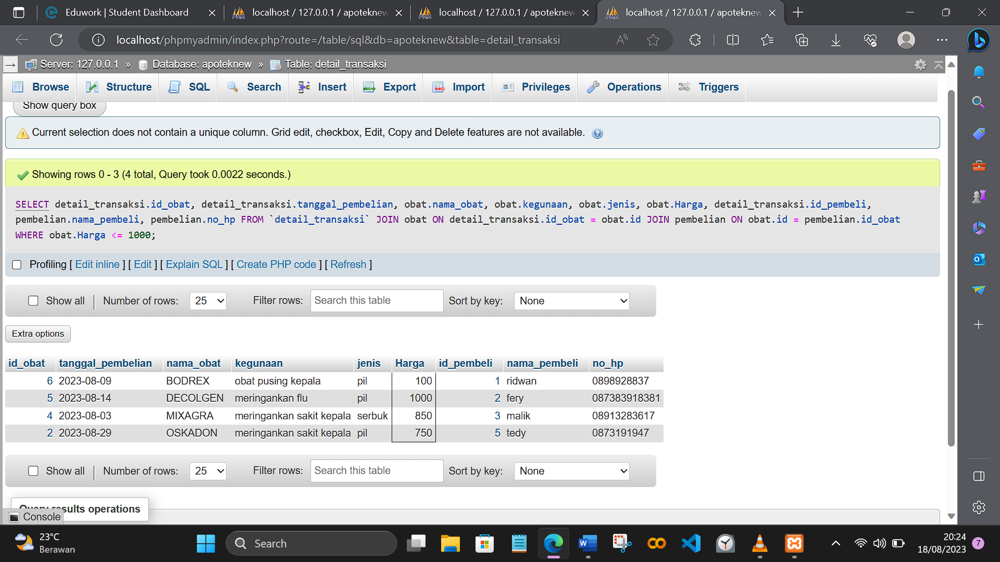 Eduwork | Student Dashboard
localhost / 127.0.0.1 / apoteknew
localhost / 127.0.0.1 / apoteknew
localhost / 127.0.0.1 / apoteknew
localhost/phpmyadmin/index.php?route=/table/sql&db=apoteknew&table=detail_transaksi
Server: 127.0.0.1 » Database: apoteknew » Table: detail_transaksi
Browse Structure SQL Search Insert Export Import Privileges Operations Triggers
Show query box
Current selection does not contain a unique column. Grid edit, checkbox, Edit, Copy and Delete features are not available.
Showing rows 0 - 3 (4 total, Query took 0.0022 seconds.)
SELECT detail_transaksi.id_obat, detail_transaksi.tanggal_pembelian, obat.nama_obat, obat.kegunaan, obat.jenis, obat.Harga, detail_transaksi.id_pembeli,
pembelian.nama_pembeli, pembelian.no_hp FROM `detail_transaksi` JOIN obat ON detail_transaksi.id_obat = obat.id JOIN pembelian ON obat.id = pembelian.id_obat
WHERE obat.Harga <= 1000;
Profiling [ Edit inline ] [ Edit ] [ Explain SQL ] [ Create PHP code ] [ Refresh ]
Show all | Number of rows: 25 Filter rows: Search this table Sort by key: None
Extra options
id_obat tanggal_pembelian nama_obat kegunaan jenis Harga id_pembeli nama_pembeli no_hp
6 2023-08-09 BODREX obat pusing kepala pil 100 1 ridwan 0898928837
5 2023-08-14 DECOLGEN meringankan flu pil 1000 2 fery 087383918381
4 2023-08-03 MIXAGRA meringankan sakit kepala serbuk 850 3 malik 08913283617
2 2023-08-29 OSKADON meringankan sakit kepala pil 750 5 tedy 0873191947
Show all | Number of rows: 25 Filter rows: Search this table Sort by key: None
Query results operations
Console
23°C
Berawan
Search
20:24
18/08/2023
7